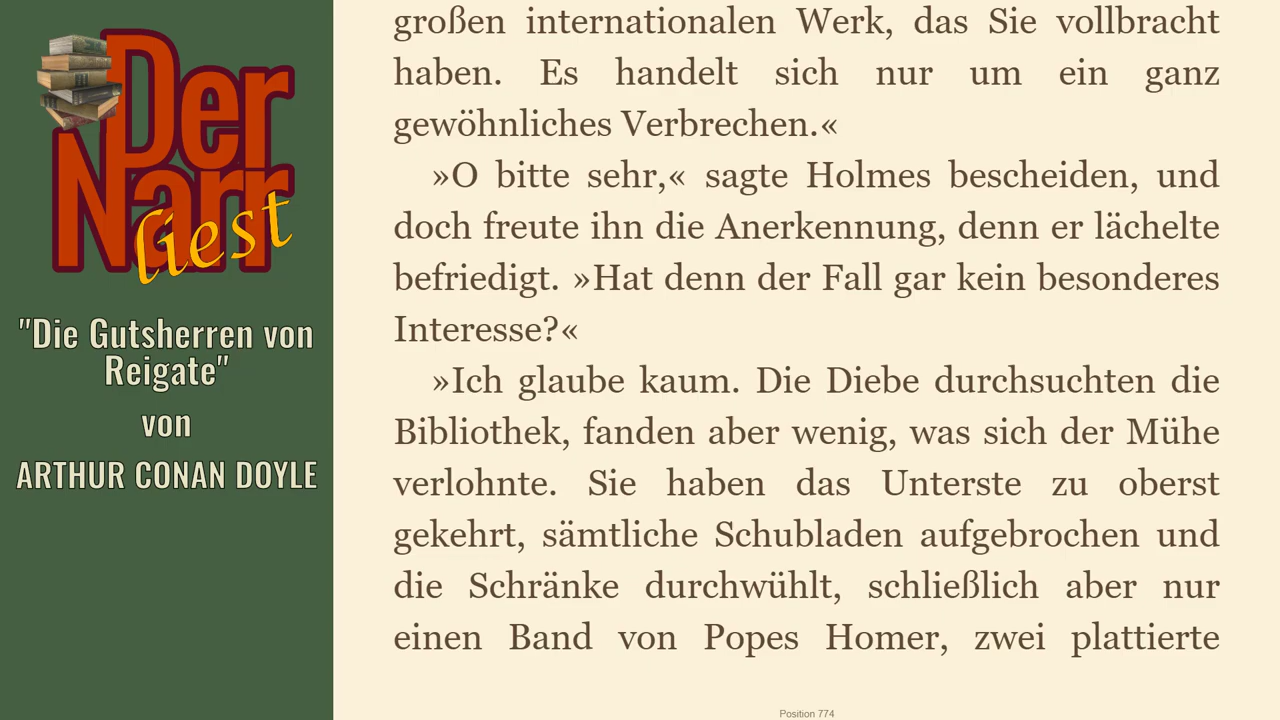 Der
Narr
liest
"Die Gutsherren von
Reigate"
von
ARTHUR CONAN DOYLE
großen internationalen Werk, das Sie vollbracht
haben. Es handelt sich nur um ein ganz
gewöhnliches Verbrechen.«
»O bitte sehr,« sagte Holmes bescheiden, und
doch freute ihn die Anerkennung, denn er lächelte
befriedigt. »Hat denn der Fall gar kein besonderes
Interesse?«
»Ich glaube kaum. Die Diebe durchsuchten die
Bibliothek, fanden aber wenig, was sich der Mühe
verlohnte. Sie haben das Unterste zu oberst
gekehrt, sämtliche Schubladen aufgebrochen und
die Schränke durchwühlt, schließlich aber nur
einen Band von Popes Homer, zwei plattierte
Position 774